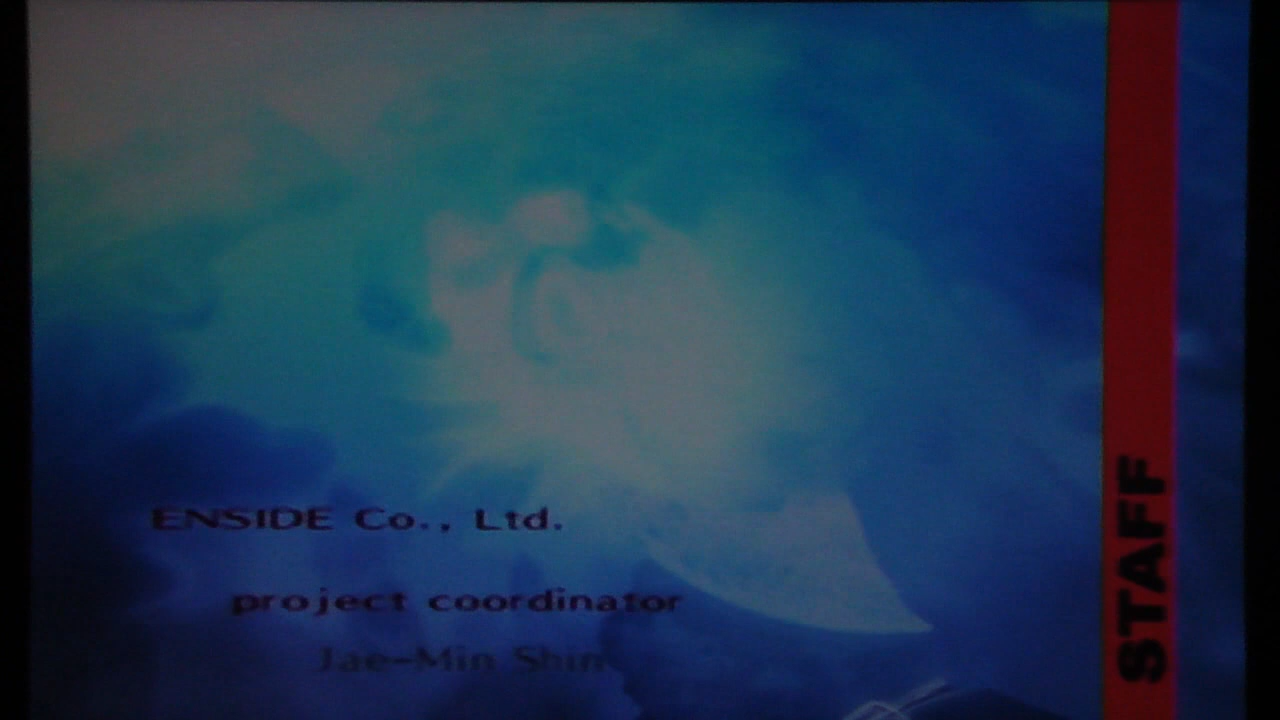 ENSIDE Co., Ltd.
project coordinator
Jae-Min Shin
STAFF